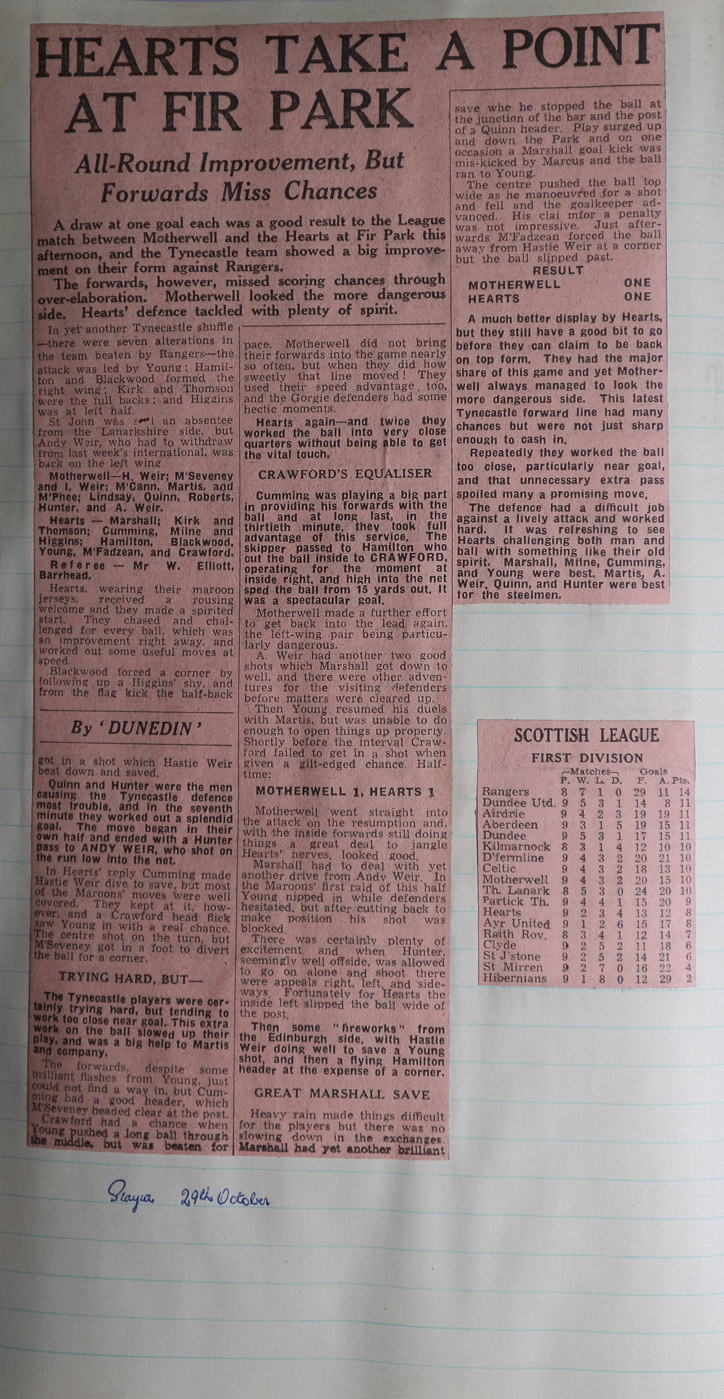 HEARTS TAKE A POINT
AT FIR PARK
All-Round Improvement, But
Forwards Miss Chances
A draw at one goal each was a good result to the League
match between Motherwell and the Hearts at Fir Park this
afternoon, and the Tynecastle team showed a big improve-
ment on their form against Rangers.
The forwards, however, missed scoring chances through
over-elaboration. Motherwell looked the more dangerous
side. Hearts' defence tackled with plenty of spirit.
In yet another Tynecastle shuffle
—there were seven alterations in
the team beaten by Rangers—the
attack was led by Young; Hamil-
ton and Blackwood formed the
right wing; Kirk and Thomson
were the full backs; and Higgins
was at left half.
St John was an absentee
from the Lanarkshire side, but
Andy Weir, who had to withdraw
from last week's international, was
back on the left wing.
Motherwell—H. Weir; M'Seveney
and I. Weir; M'Cann, Martis, and
M'Phee; Lindsay, Quinn, Roberts,
Hunter, and A. Weir.
Hearts — Marshall; Kirk and
Thomson; Cumming, Milne and
Higgins; Hamilton, Blackwood,
Young, M'Fadzean, and Crawford.
Referee — Mr W. Elliott,
Barrhead.
Hearts, wearing their maroon
jerseys, received a rousing
welcome and they made a spirited
start. They chased and chal-
lenged for every ball, which was
an improvement right away, and
worked out some useful moves at
speed.
Blackwood forced a corner by
following up a Higgins' shy, and
from the flag kick the half-back
By 'DUNEDIN'
got in a shot which Hastie Weir
beat down and saved.
Quinn and Hunter were the men
causing the Tynecastle defence
most trouble, and in the seventh
minute they worked out a splendid
goal. The move began in their
own half and ended with a Hunter
pass to ANDY WEIR, who shot on
the run low into the net.
In Hearts' reply Cumming made
Hastie Weir dive to save, but most
of the Maroons' moves were well
covered. They kept at it, how-
ever, and a Crawford head flick
saw Young in with a real chance.
The centre shot on the turn, but
M'Seveney got in a foot to divert
the ball for a corner.
TRYING HARD, BUT—
The Tynecastle players were cer-
tainly trying hard, but tending to
work too close near goal. This extra
work on the ball slowed up their
play, and was a big help to Martis
and company.
The forwards, despite some
brilliant flashes from Young, just
could not find a way in, but Cum-
ming had a good header, which
M'Seveney headed clear at the post.
Crawford had a chance when
Young pushed a long ball through
the middle, but was beaten for
pace. Motherwell did not bring
their forwards into the game nearly
so often, but when they did how
sweetly that line moved! They
used their speed advantage, too,
and the Gorgie defenders had some
hectic moments.
Hearts again—and twice they
worked the ball into very close
quarters without being able to get
the vital touch.
CRAWFORD'S EQUALISER
Cumming was playing a big part
in providing his forwards with the
ball and at long last, in the
thirtieth minute, they took full
advantage of this service. The
skipper passed to Hamilton who
cut the ball inside to CRAWFORD,
operating for the moment at
inside right, and high into the net
sped the ball from 15 yards out. It
was a spectacular goal.
Motherwell made a further effort
to get back into the lead again,
the left-wing pair being particu-
larly dangerous.
A. Weir had another two good
shots which Marshall got down to
well, and there were other adven-
tures for the visiting defenders
before matters were cleared up.
Then Young resumed his duels
with Martis, but was unable to do
enough to open things up properly.
Shortly before the interval Craw-
ford failed to get in a shot when
given a gilt-edged chance. Half-
time:
MOTHERWELL 1, HEARTS 1
Motherwell went straight into
the attack on the resumption and,
with the inside forwards still doing
things a great deal to jangle
Hearts' nerves, looked good.
Marshall had to deal with yet
another drive from Andy Weir. In
the Maroons' first raid of this half
Young nipped in while defenders
hesitated, but after cutting back to
make position his shot was
blocked.
There was certainly plenty of
excitement and when Hunter,
seemingly well offside, was allowed
to go on alone and shoot there
were appeals right, left, and side-
ways. Fortunately for Hearts the
inside left slipped the ball wide of
the post.
Then some "fireworks" from
the Edinburgh side, with Hastie
Weir doing well to save a Young
shot, and then a flying Hamilton
header at the expense of a corner.
GREAT MARSHALL SAVE
Heavy rain made things difficult
for the players but there was no
slowing down in the exchanges.
Marshall had yet another brilliant
save whe he stopped the ball at
the junction of the bar and the post
of a Quinn header. Play surged up
and down the Park and on one
occasion a Marshall goal kick was
mis-kicked by Marcus and the ball
ran to Young.
The centre pushed the ball top
wide as he manoeuvred for a shot
and fell and the goalkeeper ad-
vanced. His clai mfor a penalty
was not impressive. Just after-
wards M'Fadzean forced the ball
away from Hastie Weir at a corner
but the ball slipped past.
RESULT
MOTHERWELL ONE
HEARTS ONE
A much better display by Hearts,
but they still have a good bit to go
before they can claim to be back
on top form. They had the major
share of this game and yet Mother-
well always managed to look the
more dangerous side. This latest
Tynecastle forward line had many
chances but were not just sharp
enough to cash in.
Repeatedly they worked the ball
too close, particularly near goal,
and that unnecessary extra pass
spoiled many a promising move.
The defence had a difficult job
against a lively attack and worked
hard. It was refreshing to see
Hearts challenging both man and
ball with something like their old
spirit. Marshall, Milne, Cumming,
and Young were best, Martis, A.
Weir, Quinn, and Hunter were best
for the steelmen.
SCOTTISH LEAGUE
FIRST DIVISION
Matches Goals
P. W. L. D. F. A. Pts.
Rangers 8 7 1 0 29 11 14
Dundee Utd. 9 5 3 1 14 8 11
Airdrie 9 4 2 3 19 19 11
Aberdeen 9 3 1 5 19 15 11
Dundee 9 5 3 1 17 15 11
Kilmarnock 8 3 1 4 12 10 10
D'fermline 9 4 3 2 20 21 10
Celtic 9 4 3 2 18 13 10
Motherwell 9 4 3 2 20 15 10
Th. Lanark 8 5 3 0 24 20 10
Partick Th. 9 4 4 1 15 20 9
Hearts 9 2 3 4 13 12 8
Ayr United 9 1 2 6 15 17 8
Raith Rov. 8 3 4 1 12 14 7
Clyde 9 2 5 2 11 18 6
St J'stone 9 2 5 2 14 21 6
St Mirren 9 2 7 0 16 22 4
Hibernians 9 1 8 0 12 29 2
29th October